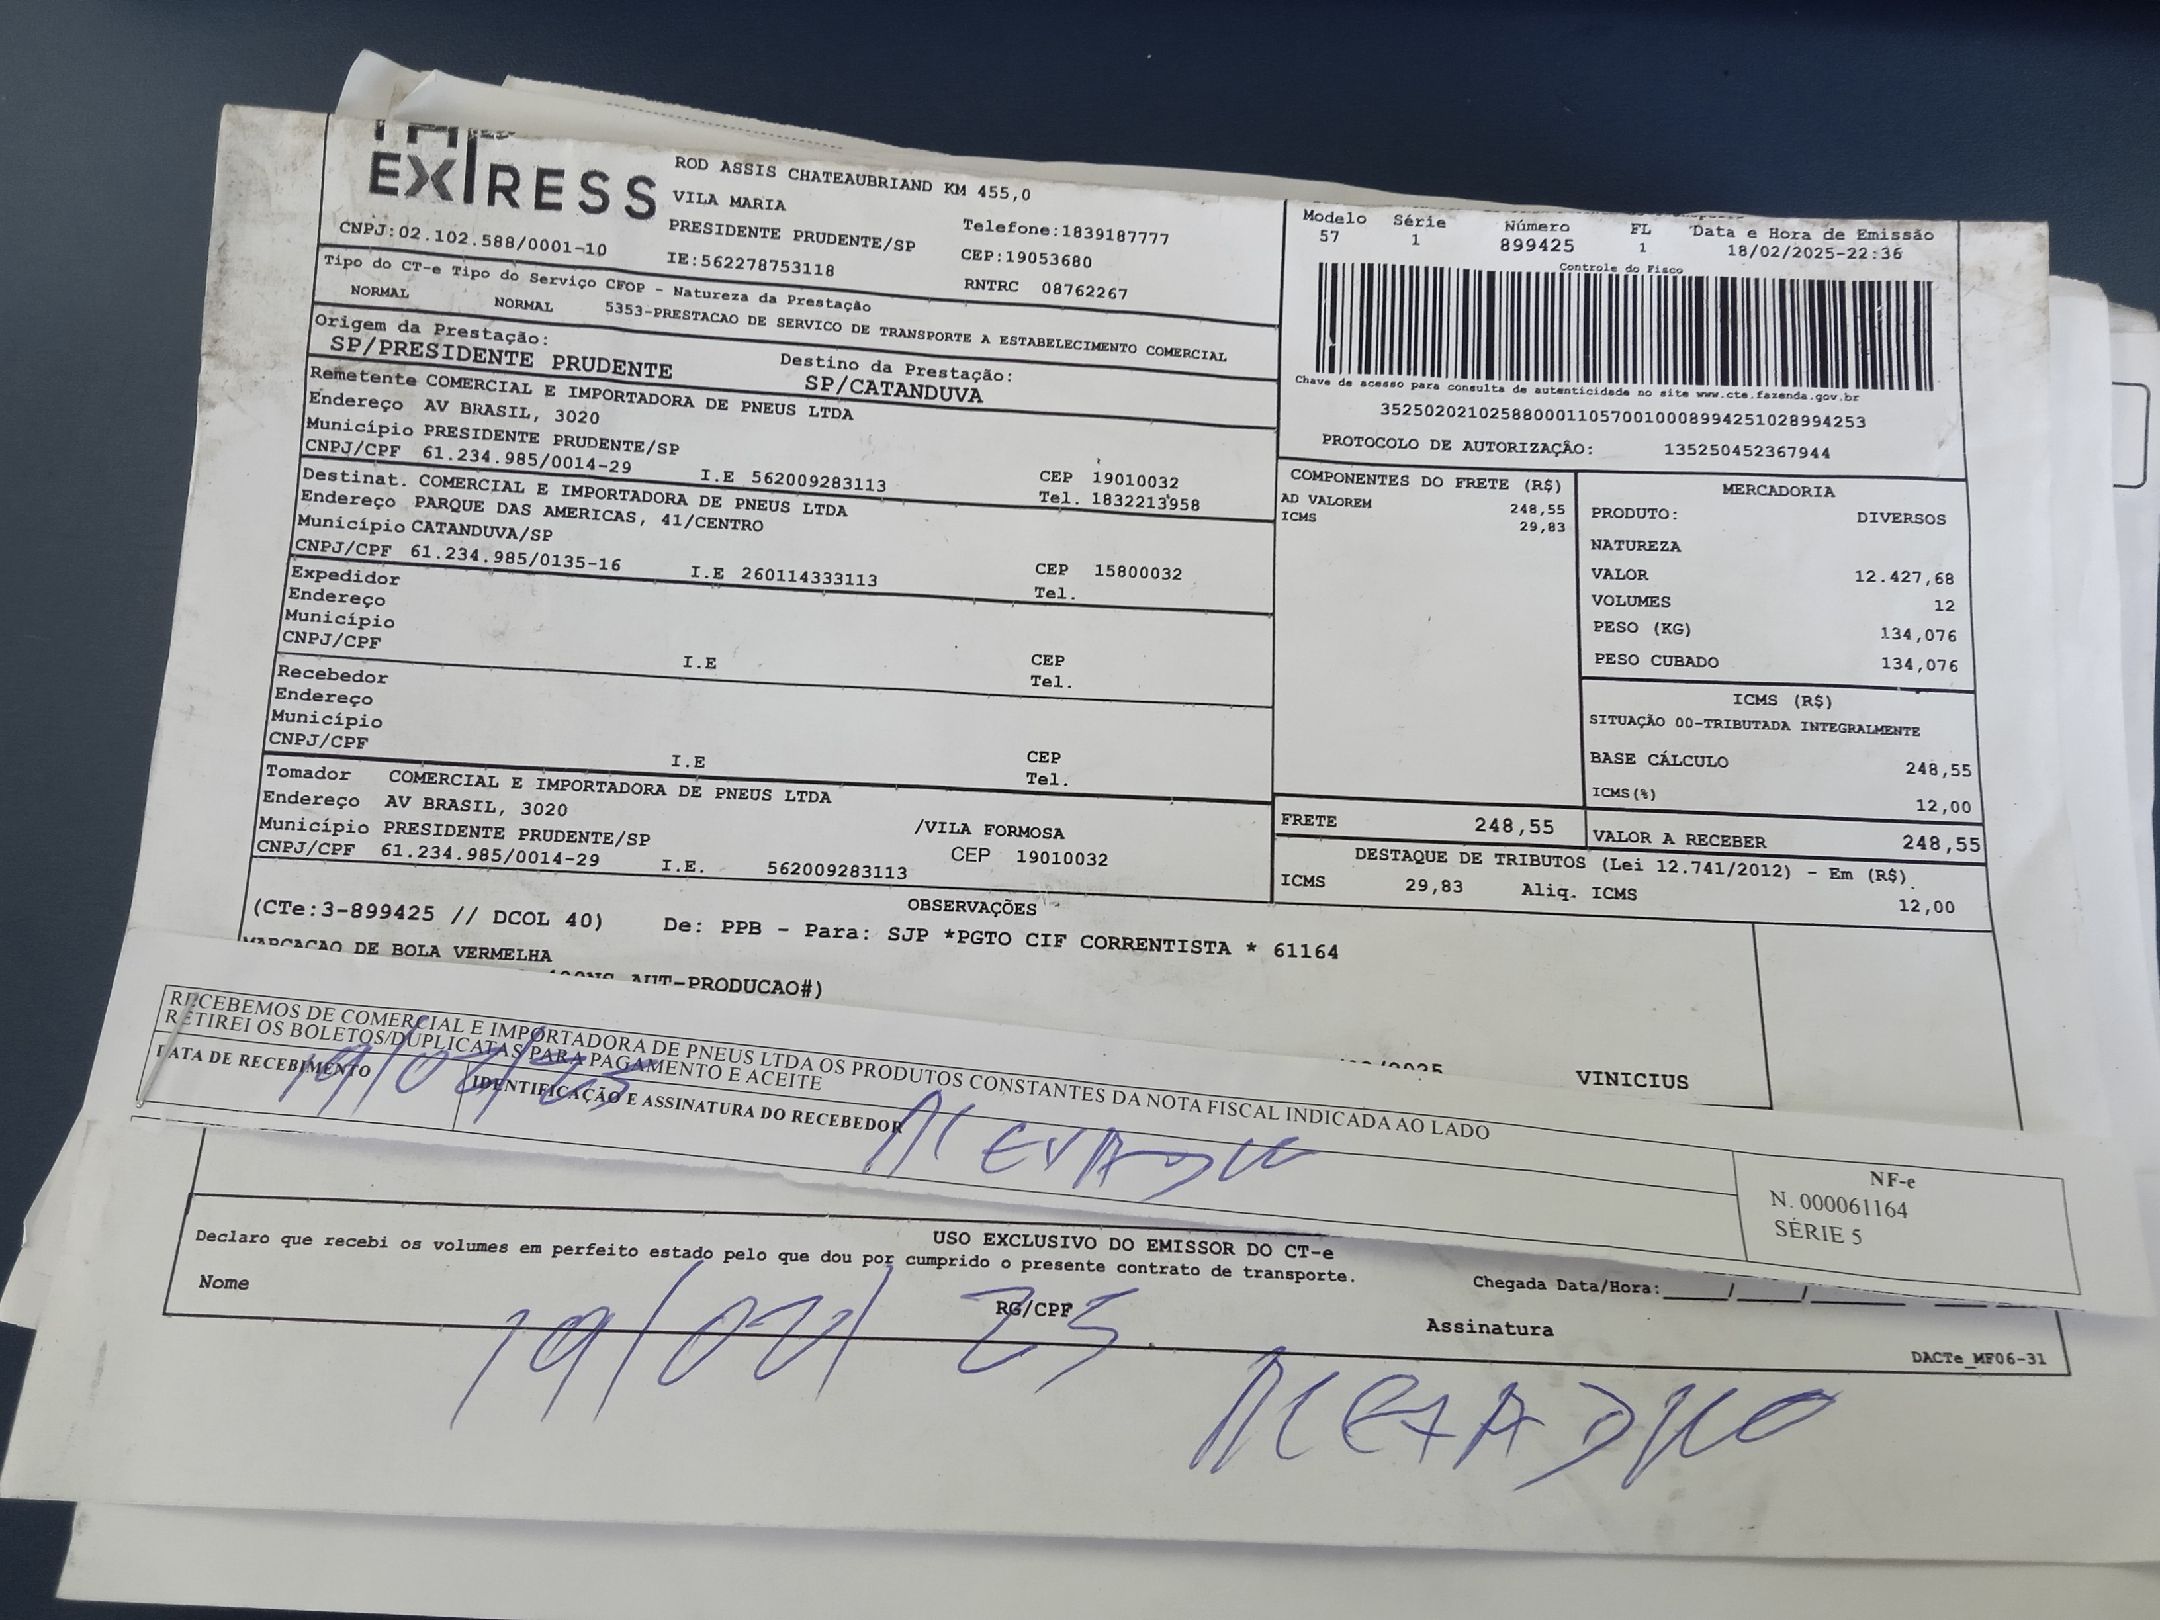 EXPRESS
ROD ASSIS CHATEAUBRIAND KM 455,0
VILA MARIA
PRESIDENTE PRUDENTE/SP Telefone:1839187777
CNPJ:02.102.588/0001-10 IE:562278753118 CEP:19053680
RNTRC 08762267
Modelo Série Número FL Data e Hora de Emissão
57 1 899425 1 18/02/2025-22:36
Controle do Fisco
Tipo do CT-e Tipo do Serviço CFOP - Natureza da Prestação
NORMAL NORMAL 5353-PRESTACAO DE SERVICO DE TRANSPORTE A ESTABELECIMENTO COMERCIAL
Origem da Prestação: Destino da Prestação:
SP/PRESIDENTE PRUDENTE SP/CATANDUVA
Chave de acesso para consulta de autenticidade no site www.cte.fazenda.gov.br
35250202102588000110570010008994251028994253
PROTOCOLO DE AUTORIZAÇÃO: 135250452367944
Remetente COMERCIAL E IMPORTADORA DE PNEUS LTDA
Endereço AV BRASIL, 3020
Município PRESIDENTE PRUDENTE/SP CEP 19010032
CNPJ/CPF 61.234.985/0014-29 I.E 562009283113 Tel. 1832213958
Destinat. COMERCIAL E IMPORTADORA DE PNEUS LTDA
Endereço PARQUE DAS AMERICAS, 41/CENTRO
Município CATANDUVA/SP CEP 15800032
CNPJ/CPF 61.234.985/0135-16 I.E 260114333113 Tel.
Expedidor
Endereço
Município CEP
CNPJ/CPF I.E Tel.
Recebedor
Endereço
Município CEP
CNPJ/CPF I.E Tel.
Tomador COMERCIAL E IMPORTADORA DE PNEUS LTDA
Endereço AV BRASIL, 3020 /VILA FORMOSA
Município PRESIDENTE PRUDENTE/SP CEP 19010032
CNPJ/CPF 61.234.985/0014-29 I.E. 562009283113
COMPONENTES DO FRETE (R$)
AD VALOREM 248,55
ICMS 29,83
MERCADORIA
PRODUTO: DIVERSOS
NATUREZA
VALOR 12.427,68
VOLUMES 12
PESO (KG) 134,076
PESO CUBADO 134,076
ICMS (R$)
SITUAÇÃO 00-TRIBUTADA INTEGRALMENTE
BASE CÁLCULO 248,55
ICMS(%) 12,00
FRETE 248,55 VALOR A RECEBER 248,55
DESTAQUE DE TRIBUTOS (Lei 12.741/2012) - Em (R$).
ICMS 29,83 Aliq. ICMS 12,00
OBSERVAÇÕES
(CTe:3-899425 // DCOL 40) De: PPB - Para: SJP *PGTO CIF CORRENTISTA * 61164
MARCACAO DE BOLA VERMELHA
AUT-PRODUCAO#)
/2025 VINICIUS
RECEBEMOS DE COMERCIAL E IMPORTADORA DE PNEUS LTDA OS PRODUTOS CONSTANTES DA NOTA FISCAL INDICADA AO LADO
RETIREI OS BOLETOS/DUPLICATAS PARA PAGAMENTO E ACEITE
DATA DE RECEBIMENTO IDENTIFICAÇÃO E ASSINATURA DO RECEBEDOR
19/02/25
NF-e
N. 000061164
SÉRIE 5
USO EXCLUSIVO DO EMISSOR DO CT-e
Declaro que recebi os volumes em perfeito estado pelo que dou por cumprido o presente contrato de transporte.
Chegada Data/Hora:____/____/____
Nome RG/CPF Assinatura
19/02/25
DACTe_MF06-31